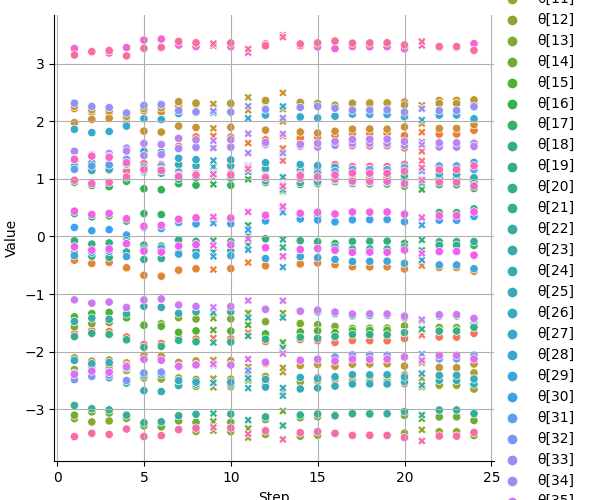 Value
3
2
1
0
−1
−2
−3
0
5
10
15
20
25
Step
θ[11]
θ[12]
θ[13]
θ[14]
θ[15]
θ[16]
θ[17]
θ[18]
θ[19]
θ[20]
θ[21]
θ[22]
θ[23]
θ[24]
θ[25]
θ[26]
θ[27]
θ[28]
θ[29]
θ[30]
θ[31]
θ[32]
θ[33]
θ[34]
θ[35]